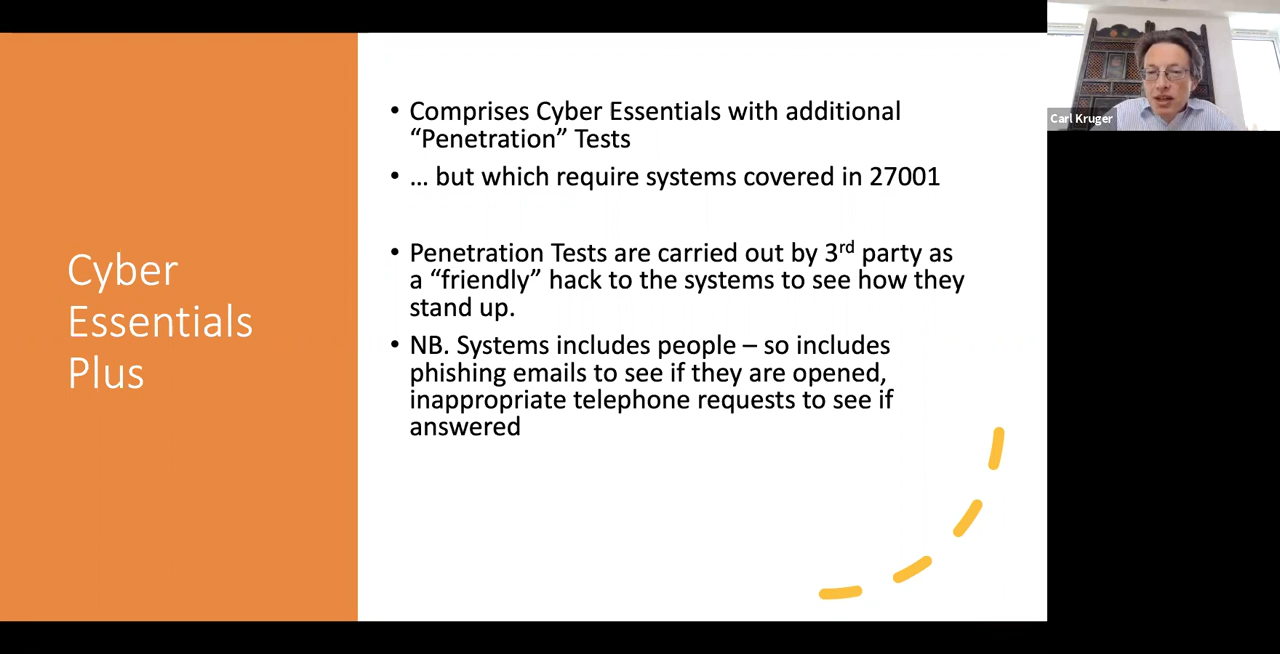 Cyber
Essentials
Plus
• Comprises Cyber Essentials with additional
“Penetration” Tests
• … but which require systems covered in 27001
• Penetration Tests are carried out by 3rd party as
a “friendly” hack to the systems to see how they
stand up.
• NB. Systems includes people – so includes
phishing emails to see if they are opened,
inappropriate telephone requests to see if
answered
Carl Kruger